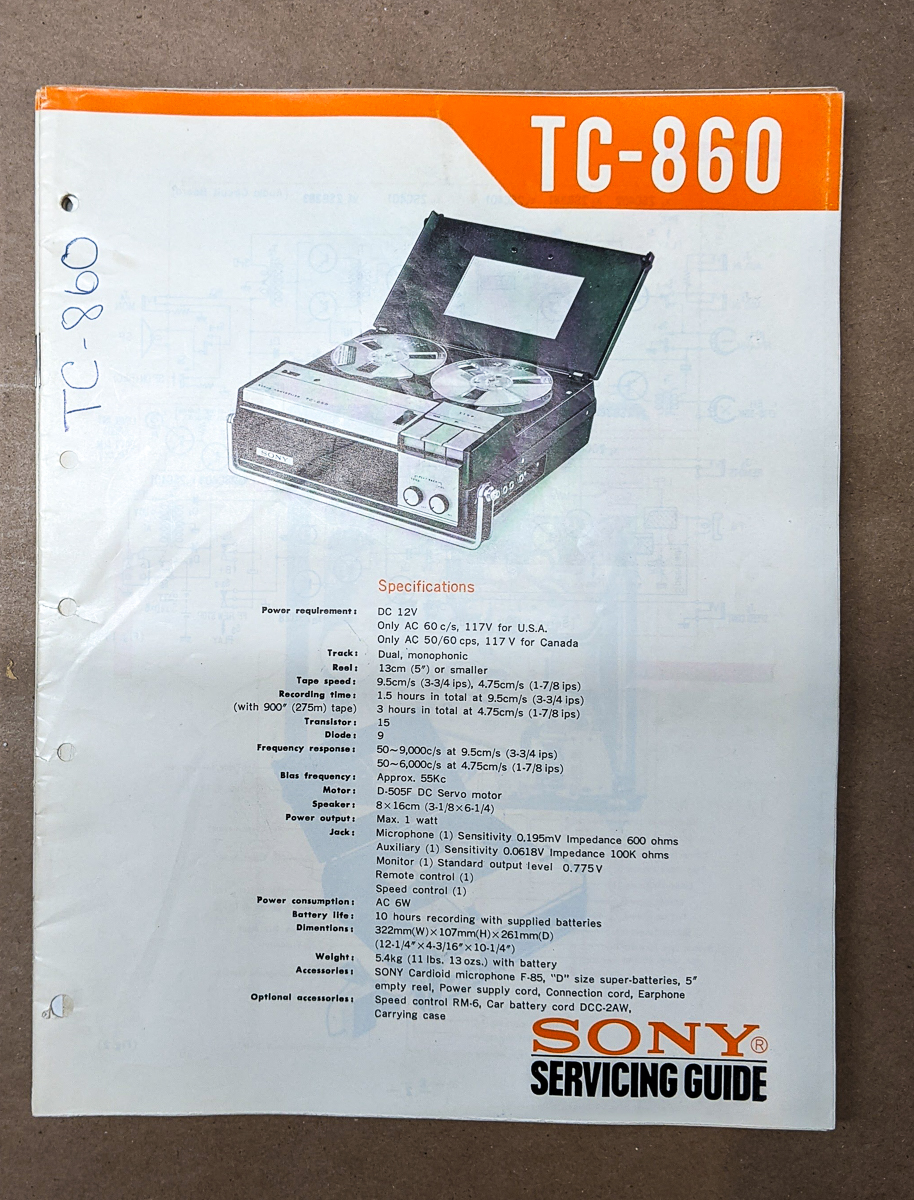 TC-860
TC-860
SONY
Specifications
Power requirement: DC 12V
Only AC 60 c/s, 117V for U.S.A.
Only AC 50/60 cps, 117 V for Canada
Track: Dual, monophonic
Reel: 13cm (5″) or smaller
Tape speed: 9.5cm/s (3-3/4 ips), 4.75cm/s (1-7/8 ips)
Recording time: 1.5 hours in total at 9.5cm/s (3-3/4 ips)
(with 900″ (275m) tape) 3 hours in total at 4.75cm/s (1-7/8 ips)
Transistor: 15
Diode: 9
Frequency response: 50~9,000c/s at 9.5cm/s (3-3/4 ips)
50~6,000c/s at 4.75cm/s (1-7/8 ips)
Bias frequency: Approx. 55Kc
Motor: D-505F DC Servo motor
Speaker: 8×16cm (3-1/8×6-1/4)
Power output: Max. 1 watt
Jack: Microphone (1) Sensitivity 0.195mV Impedance 600 ohms
Auxiliary (1) Sensitivity 0.0618V Impedance 100K ohms
Monitor (1) Standard output level 0.775V
Remote control (1)
Speed control (1)
Power consumption: AC 6W
Battery life: 10 hours recording with supplied batteries
Dimentions: 322mm(W)×107mm(H)×261mm(D)
(12-1/4″×4-3/16″×10-1/4″)
Weight: 5.4kg (11 lbs. 13 ozs.) with battery
Accessories: SONY Cardioid microphone F-85, "D" size super-batteries, 5″
empty reel, Power supply cord, Connection cord, Earphone
Optional accessories: Speed control RM-6, Car battery cord DCC-2AW,
Carrying case
SONY®
SERVICING GUIDE